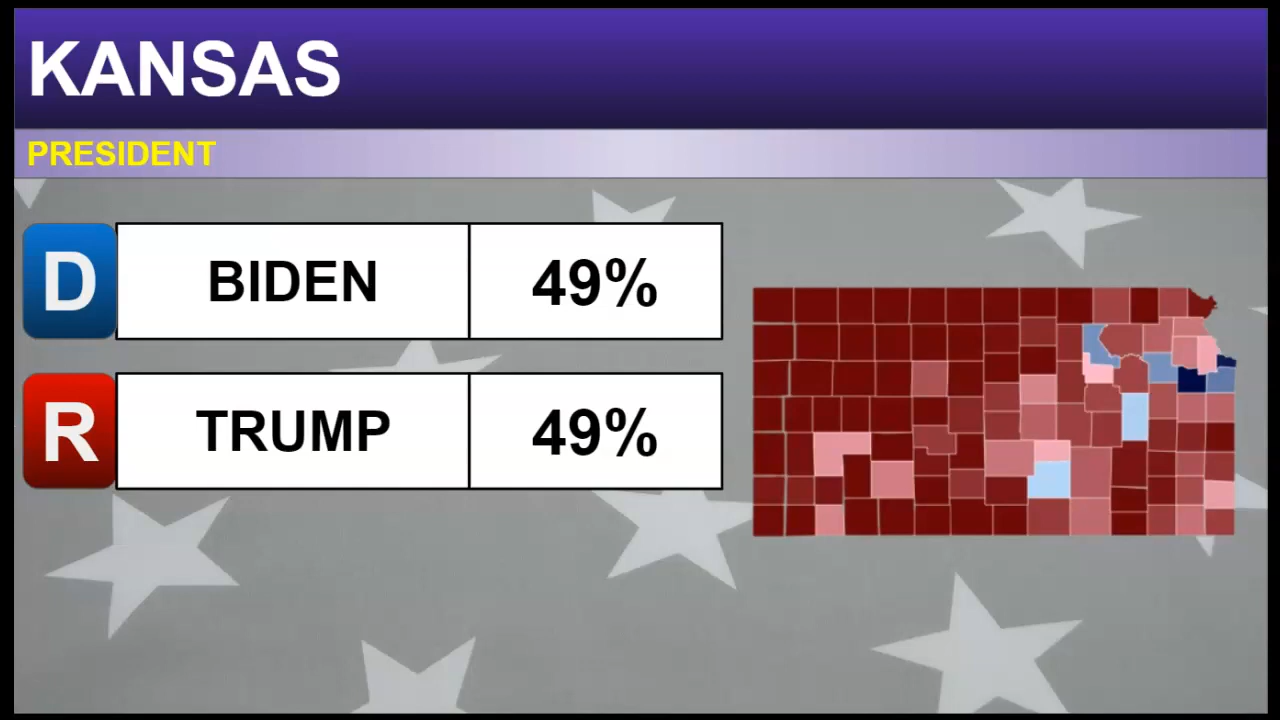 KANSAS
PRESIDENT
D BIDEN 49%
R TRUMP 49%